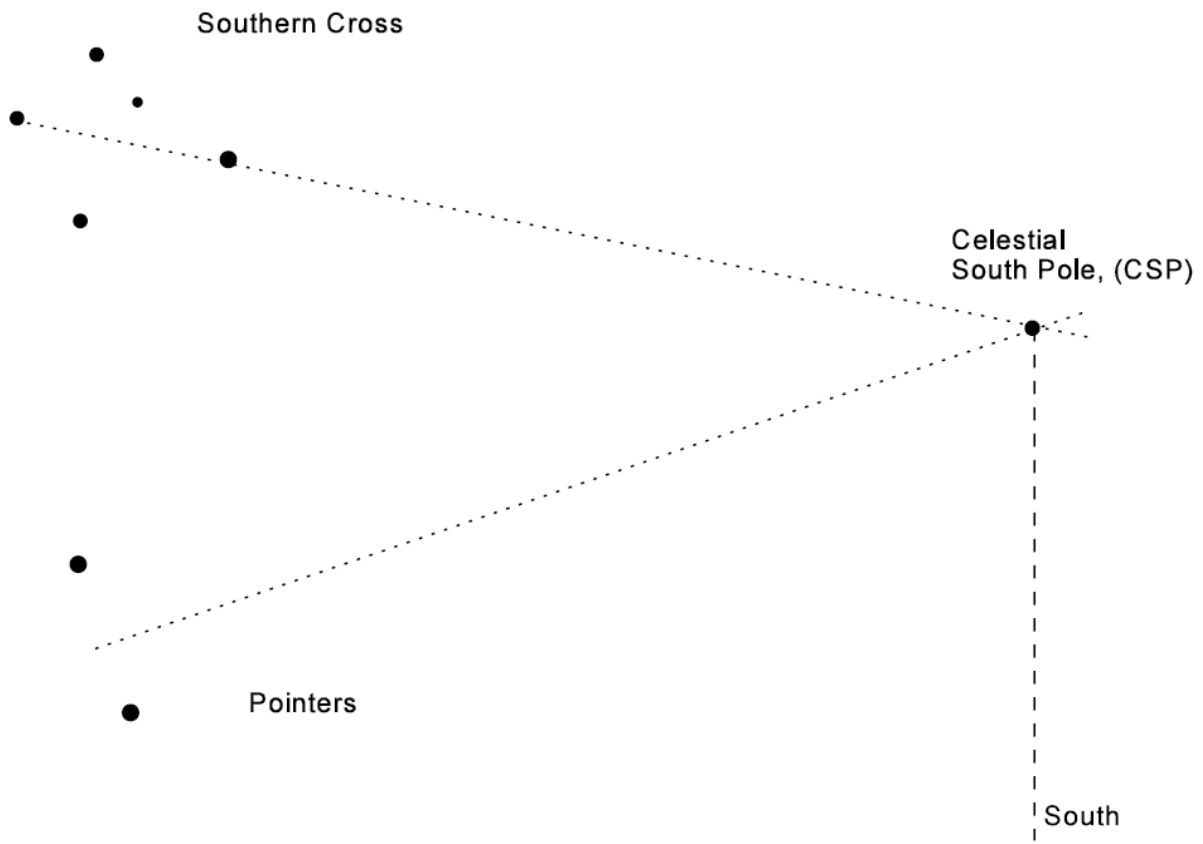 Southern Cross
Celestial
South Pole, (CSP)
Pointers
South